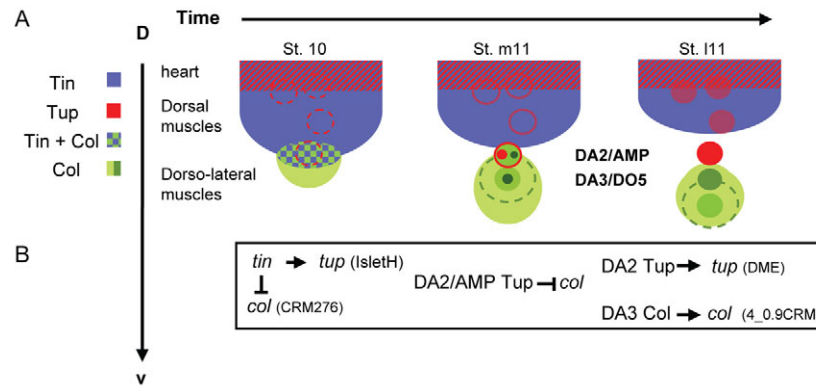 A
Time
D
St. 10
St. m11
St. l11
heart
Tin
Tup
Dorsal
muscles
Tin + Col
Col
Dorso-lateral
muscles
DA2/AMP
DA3/DO5
B
tin → tup (IsletH)
col (CRM276)
DA2/AMP Tup ⊣ col
DA2 Tup → tup (DME)
DA3 Col → col (4_0.9CRM
v